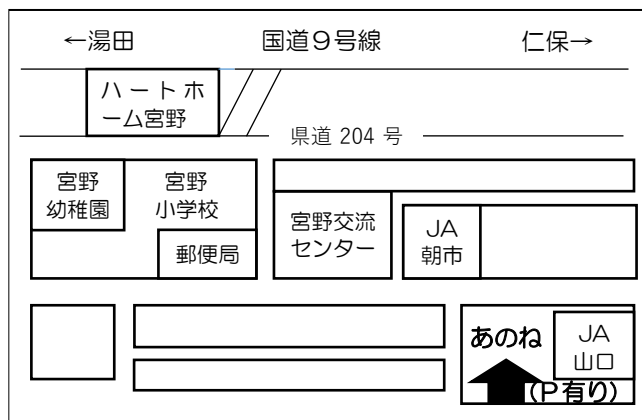 ←湯田 国道9号線 仁保→
ハートホ
ーム宮野
県道 204 号
宮野
幼稚園
宮野
小学校
郵便局
宮野交流
センター
JA
朝市
あのね
JA
山口
(P有り)